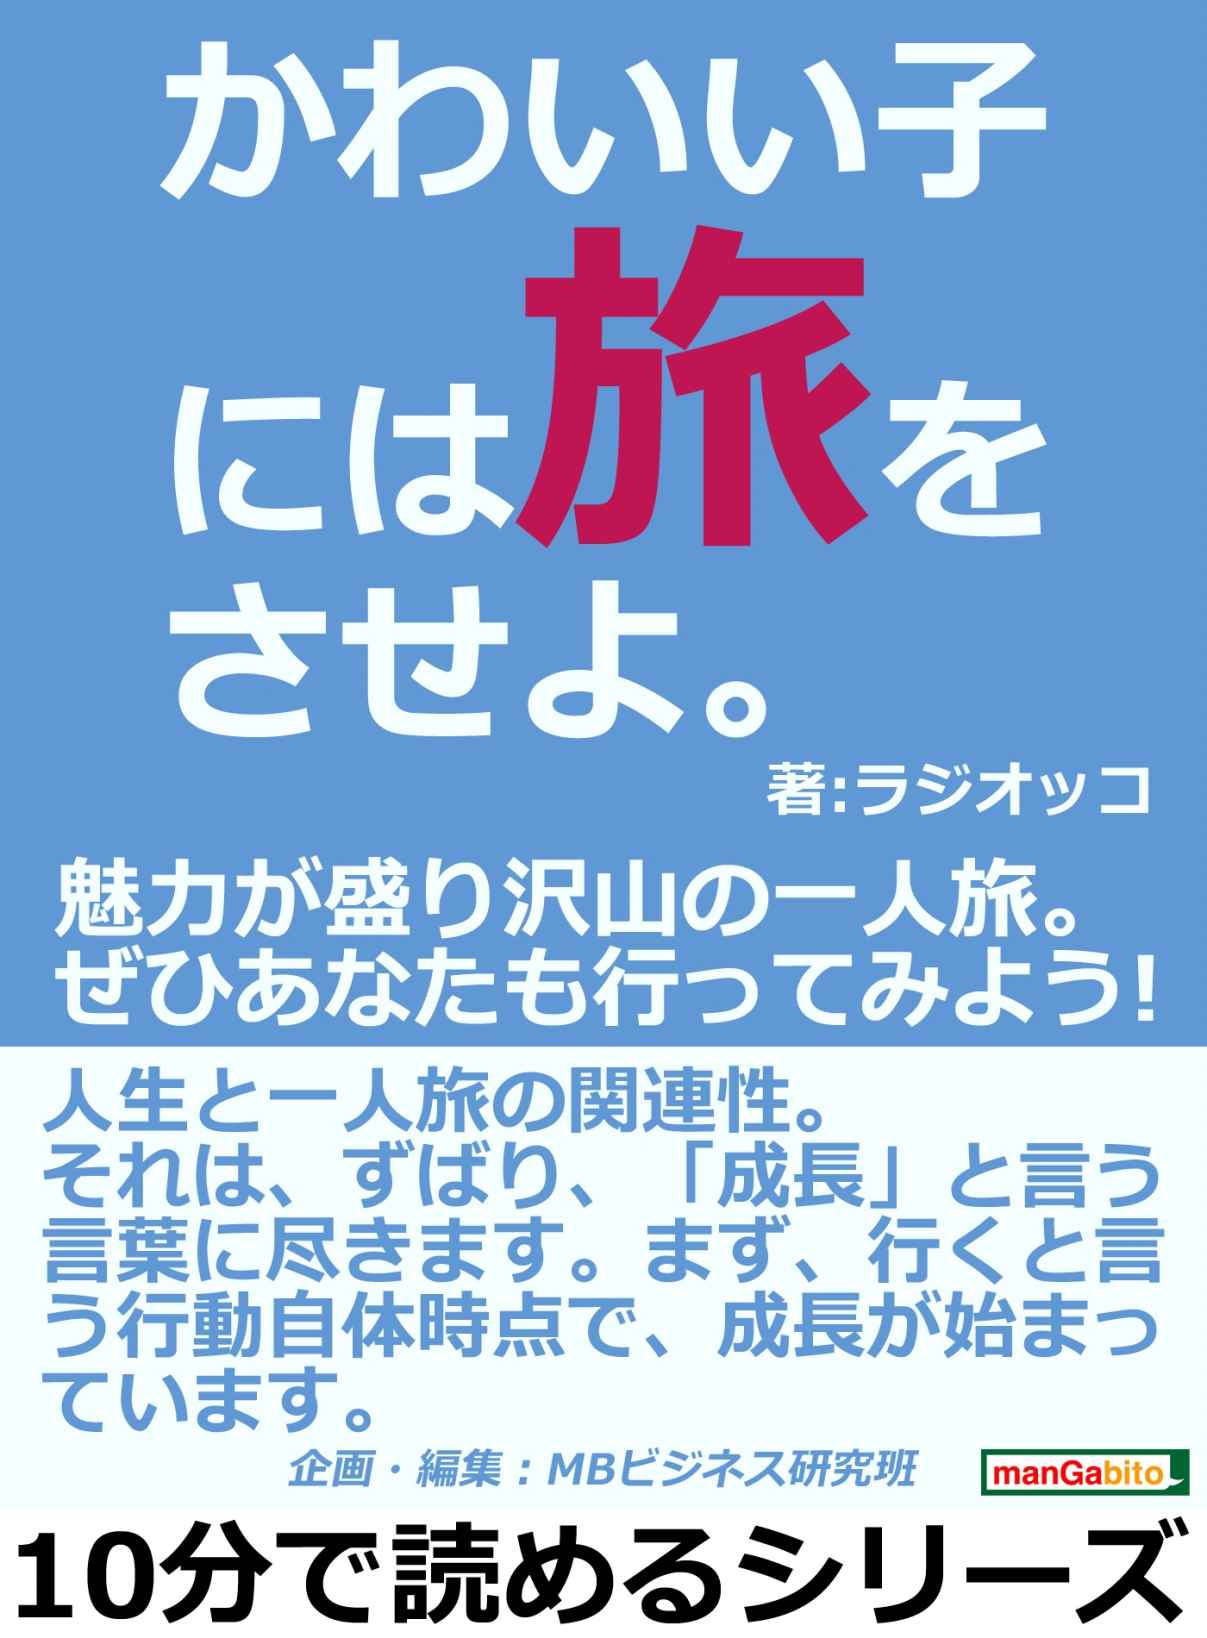 かわいい子
には旅を
させよ。
著:ラジオッコ
魅力が盛り沢山の一人旅。
ぜひあなたも行ってみよう!
人生と一人旅の関連性。
それは、ずばり、「成長」と言う
言葉に尽きます。まず、行くと言
う行動自体時点で、成長が始まっ
ています。
企画・編集：MBビジネス研究班
manGabito
10分で読めるシリーズ